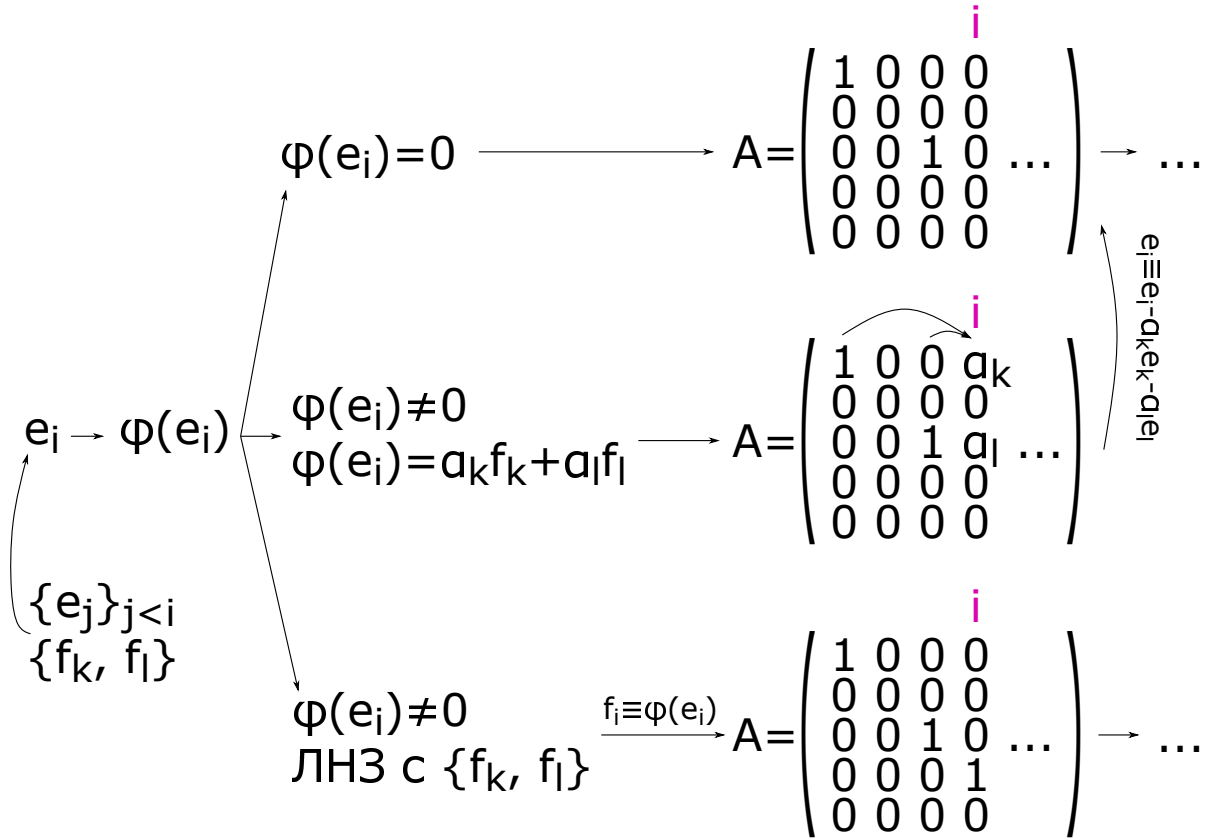 i
φ(eᵢ)=0
A=
1 0 0 0
0 0 0 0
0 0 1 0 ...
0 0 0 0
0 0 0 0
...
eᵢ≡eᵢ-aₖeₖ-aₗeₗ
i
eᵢ
φ(eᵢ)
φ(eᵢ)≠0
φ(eᵢ)=aₖfₖ+aₗfₗ
A=
1 0 0 aₖ
0 0 0 0
0 0 1 aₗ ...
0 0 0 0
0 0 0 0
{eⱼ}j<i
{fₖ, fₗ}
i
φ(eᵢ)≠0
ЛНЗ с {fₖ, fₗ}
fᵢ≡φ(eᵢ)
A=
1 0 0 0
0 0 0 0
0 0 1 0 ...
0 0 0 1
0 0 0 0
...